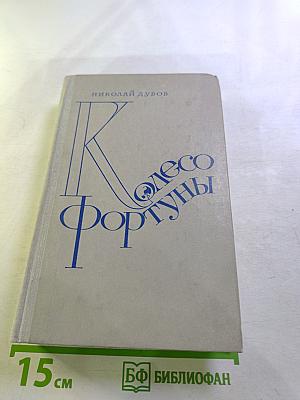 НИКОЛАЙ ДУБОВ
Колесо
Фортуны
15 см
БФ БИБЛИОФАН